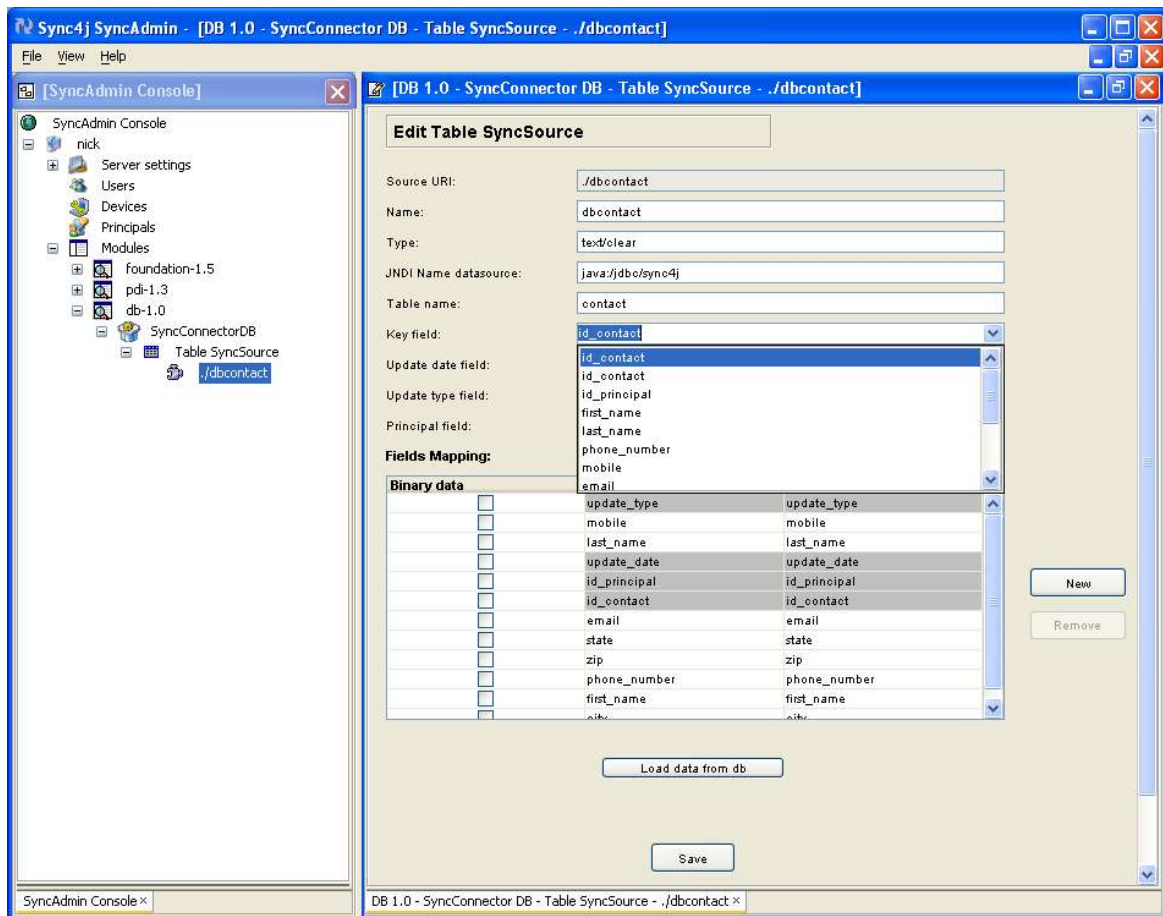 Sync4j SyncAdmin - [DB 1.0 - SyncConnector DB - Table SyncSource - ./dbcontact]
File View Help
[SyncAdmin Console]
SyncAdmin Console
nick
Server settings
Users
Devices
Principals
Modules
foundation-1.5
pdi-1.3
db-1.0
SyncConnectorDB
Table SyncSource
./dbcontact
SyncAdmin Console ×
[DB 1.0 - SyncConnector DB - Table SyncSource - ./dbcontact]
Edit Table SyncSource
Source URI: ./dbcontact
Name: dbcontact
Type: text/clear
JNDI Name datasource: java:/jdbc/sync4j
Table name: contact
Key field: id_contact
id_contact
id_contact
id_principal
first_name
last_name
phone_number
mobile
email
Update date field:
Update type field:
Principal field:
Fields Mapping:
Binary data
update_type update_type
mobile mobile
last_name last_name
update_date update_date
id_principal id_principal
id_contact id_contact
email email
state state
zip zip
phone_number phone_number
first_name first_name
city city
New
Remove
Load data from db
Save
DB 1.0 - SyncConnector DB - Table SyncSource - ./dbcontact ×